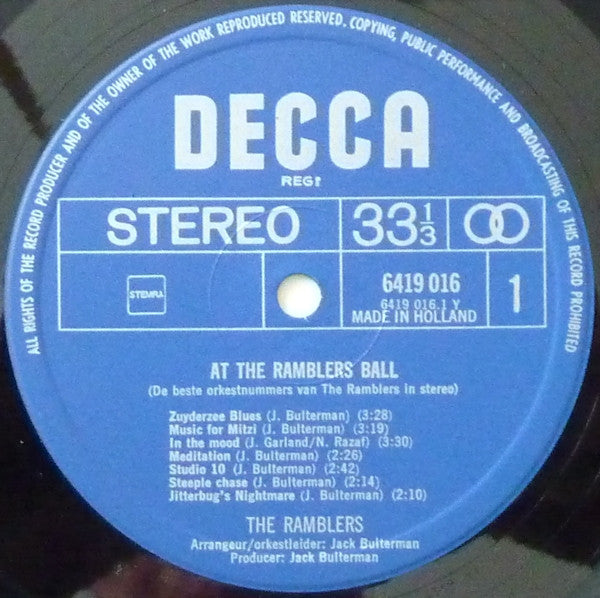 ALL RIGHTS OF THE RECORD PRODUCER AND OF THE OWNER OF THE WORK REPRODUCED RESERVED. COPYING, PUBLIC PERFORMANCE AND BROADCASTING OF THIS RECORD PROHIBITED
DECCA
REGD
STEREO 33 1/3
STEMRA
6419 016
6419 016.1 Y
MADE IN HOLLAND
1
AT THE RAMBLERS BALL
(De beste orkestnummers van The Ramblers in stereo)
Zuyderzee Blues (J. Bulterman) (3:28)
Music for Mitzi (J. Bulterman) (3:19)
In the mood (J. Garland/N. Razaf) (3:30)
Meditation (J. Bulterman) (2:26)
Studio 10 (J. Bulterman) (2:42)
Steeple chase (J. Bulterman) (2:14)
Jitterbug's Nightmare (J. Bulterman) (2:10)
THE RAMBLERS
Arrangeur/orkestleider: Jack Bulterman
Producer: Jack Bulterman